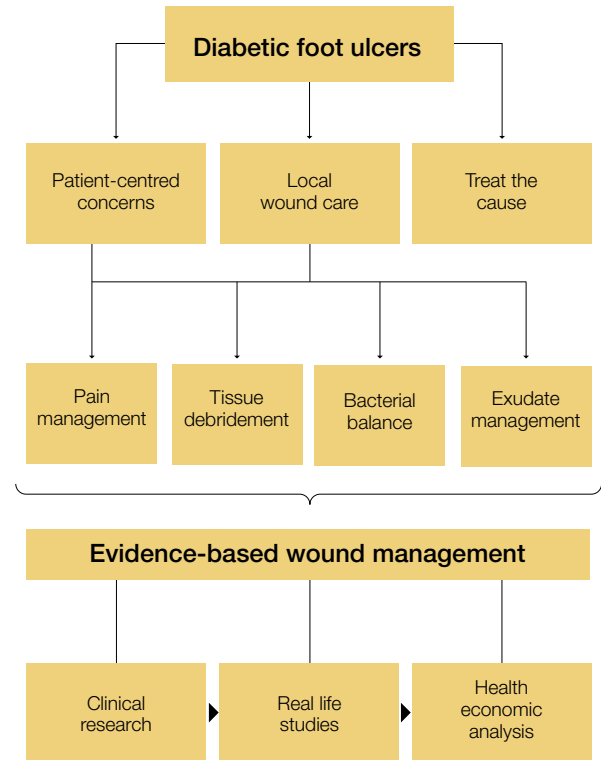 Diabetic foot ulcers
Patient-centred
concerns
Local
wound care
Treat the
cause
Pain
management
Tissue
debridement
Bacterial
balance
Exudate
management
Evidence-based wound management
Clinical
research
Real life
studies
Health
economic
analysis